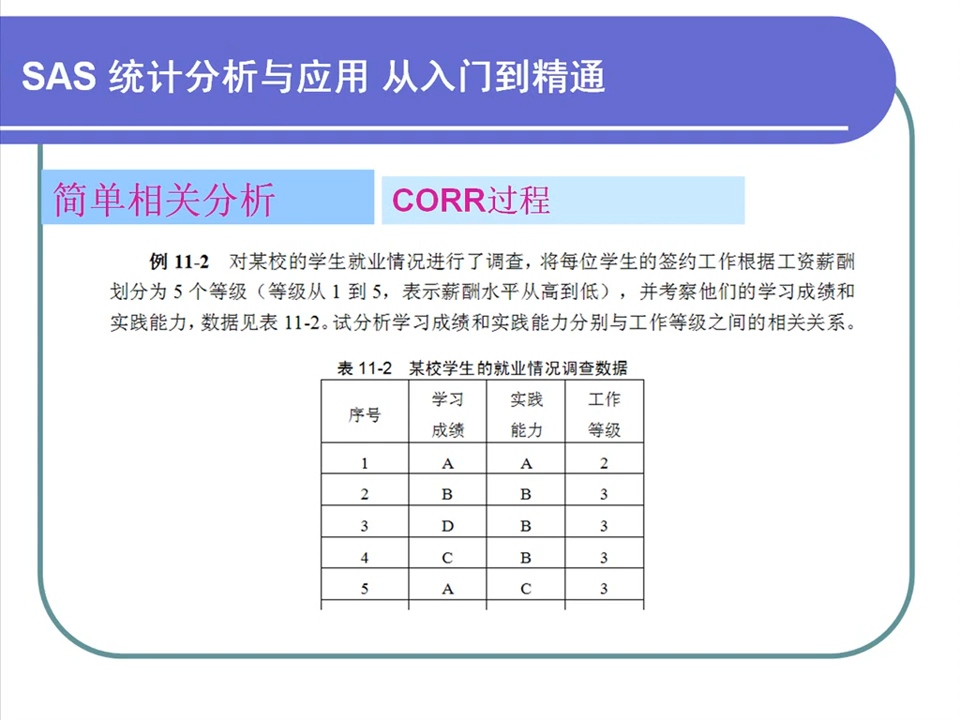 SAS 统计分析与应用 从入门到精通
简单相关分析
CORR过程
例 11-2 对某校的学生就业情况进行了调查，将每位学生的签约工作根据工资薪酬
划分为 5 个等级（等级从 1 到 5，表示薪酬水平从高到低），并考察他们的学习成绩和
实践能力，数据见表 11-2。试分析学习成绩和实践能力分别与工作等级之间的相关关系。
表 11-2 某校学生的就业情况调查数据
序号 学习成绩 实践能力 工作等级
1 A A 2
2 B B 3
3 D B 3
4 C B 3
5 A C 3